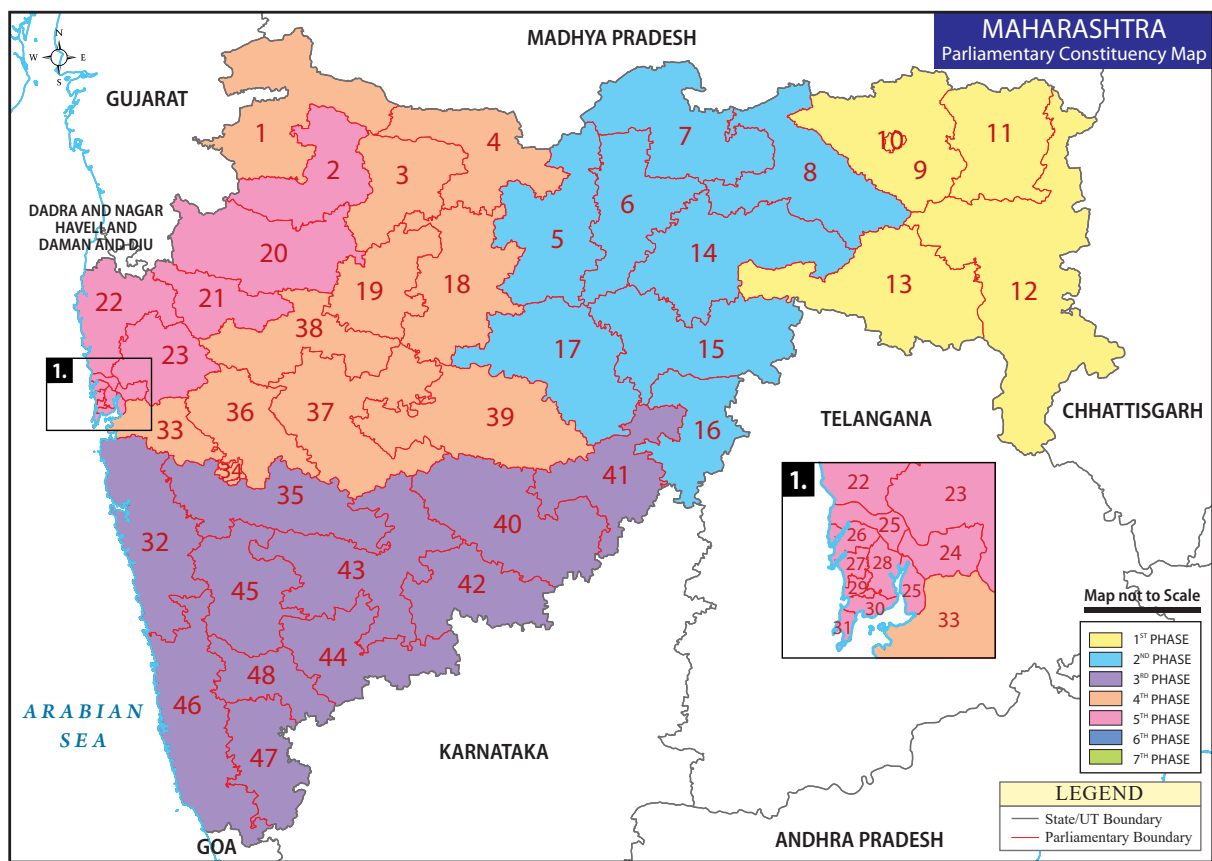 MAHARASHTRA
Parliamentary Constituency Map
N
W E
S
MADHYA PRADESH
GUJARAT
DADRA AND NAGAR
HAVELI AND
DAMAN AND DIU
TELANGANA
CHHATTISGARH
KARNATAKA
ANDHRA PRADESH
GOA
ARABIAN
SEA
1
2
3
4
5
6
7
8
10
9
11
12
13
14
15
16
17
18
19
20
21
22
23
1.
33
34
35
36
37
38
39
40
41
42
43
44
45
46
47
48
32
1.
22
23
25
26
24
27
28
29
25
30
31
33
Map not to Scale
1ST PHASE
2ND PHASE
3RD PHASE
4TH PHASE
5TH PHASE
6TH PHASE
7TH PHASE
LEGEND
State/UT Boundary
Parliamentary Boundary